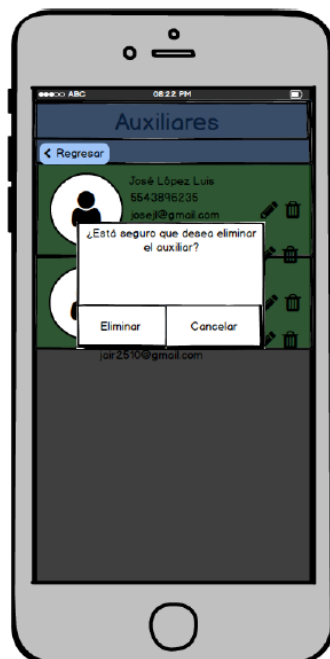 ABC 08:22 PM
Auxiliares
< Regresar
José López Luis
5543895235
josejl@gmail.com
¿Está seguro que desea eliminar
el auxiliar?
Eliminar Cancelar
jair2510@gmail.com